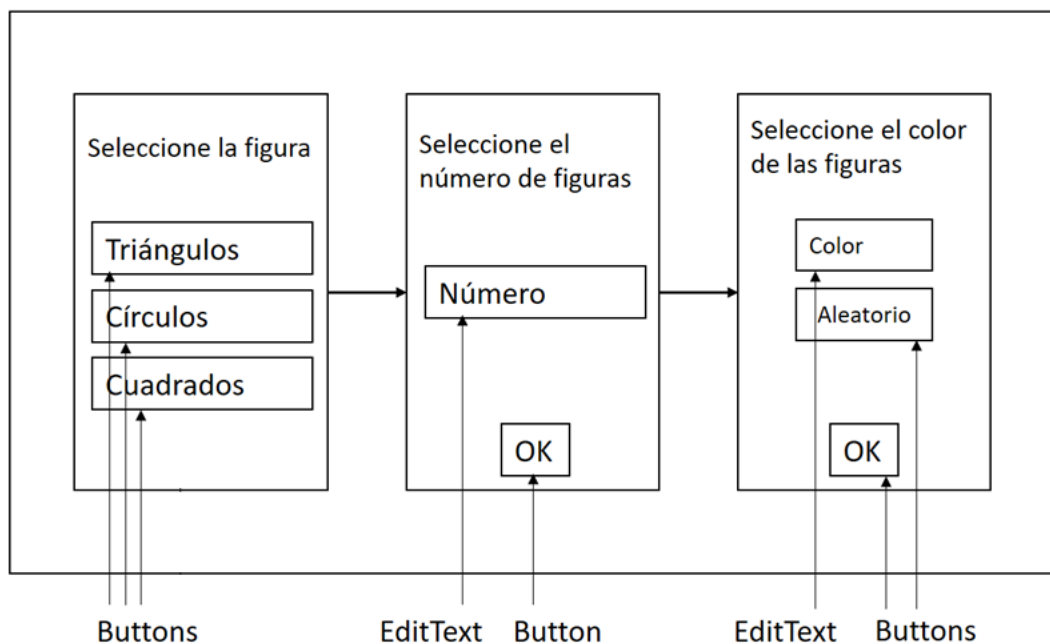 Seleccione la figura
Triángulos
Círculos
Cuadrados
Seleccione el
número de figuras
Número
OK
Seleccione el color
de las figuras
Color
Aleatorio
OK
Buttons
EditText
Button
EditText
Buttons